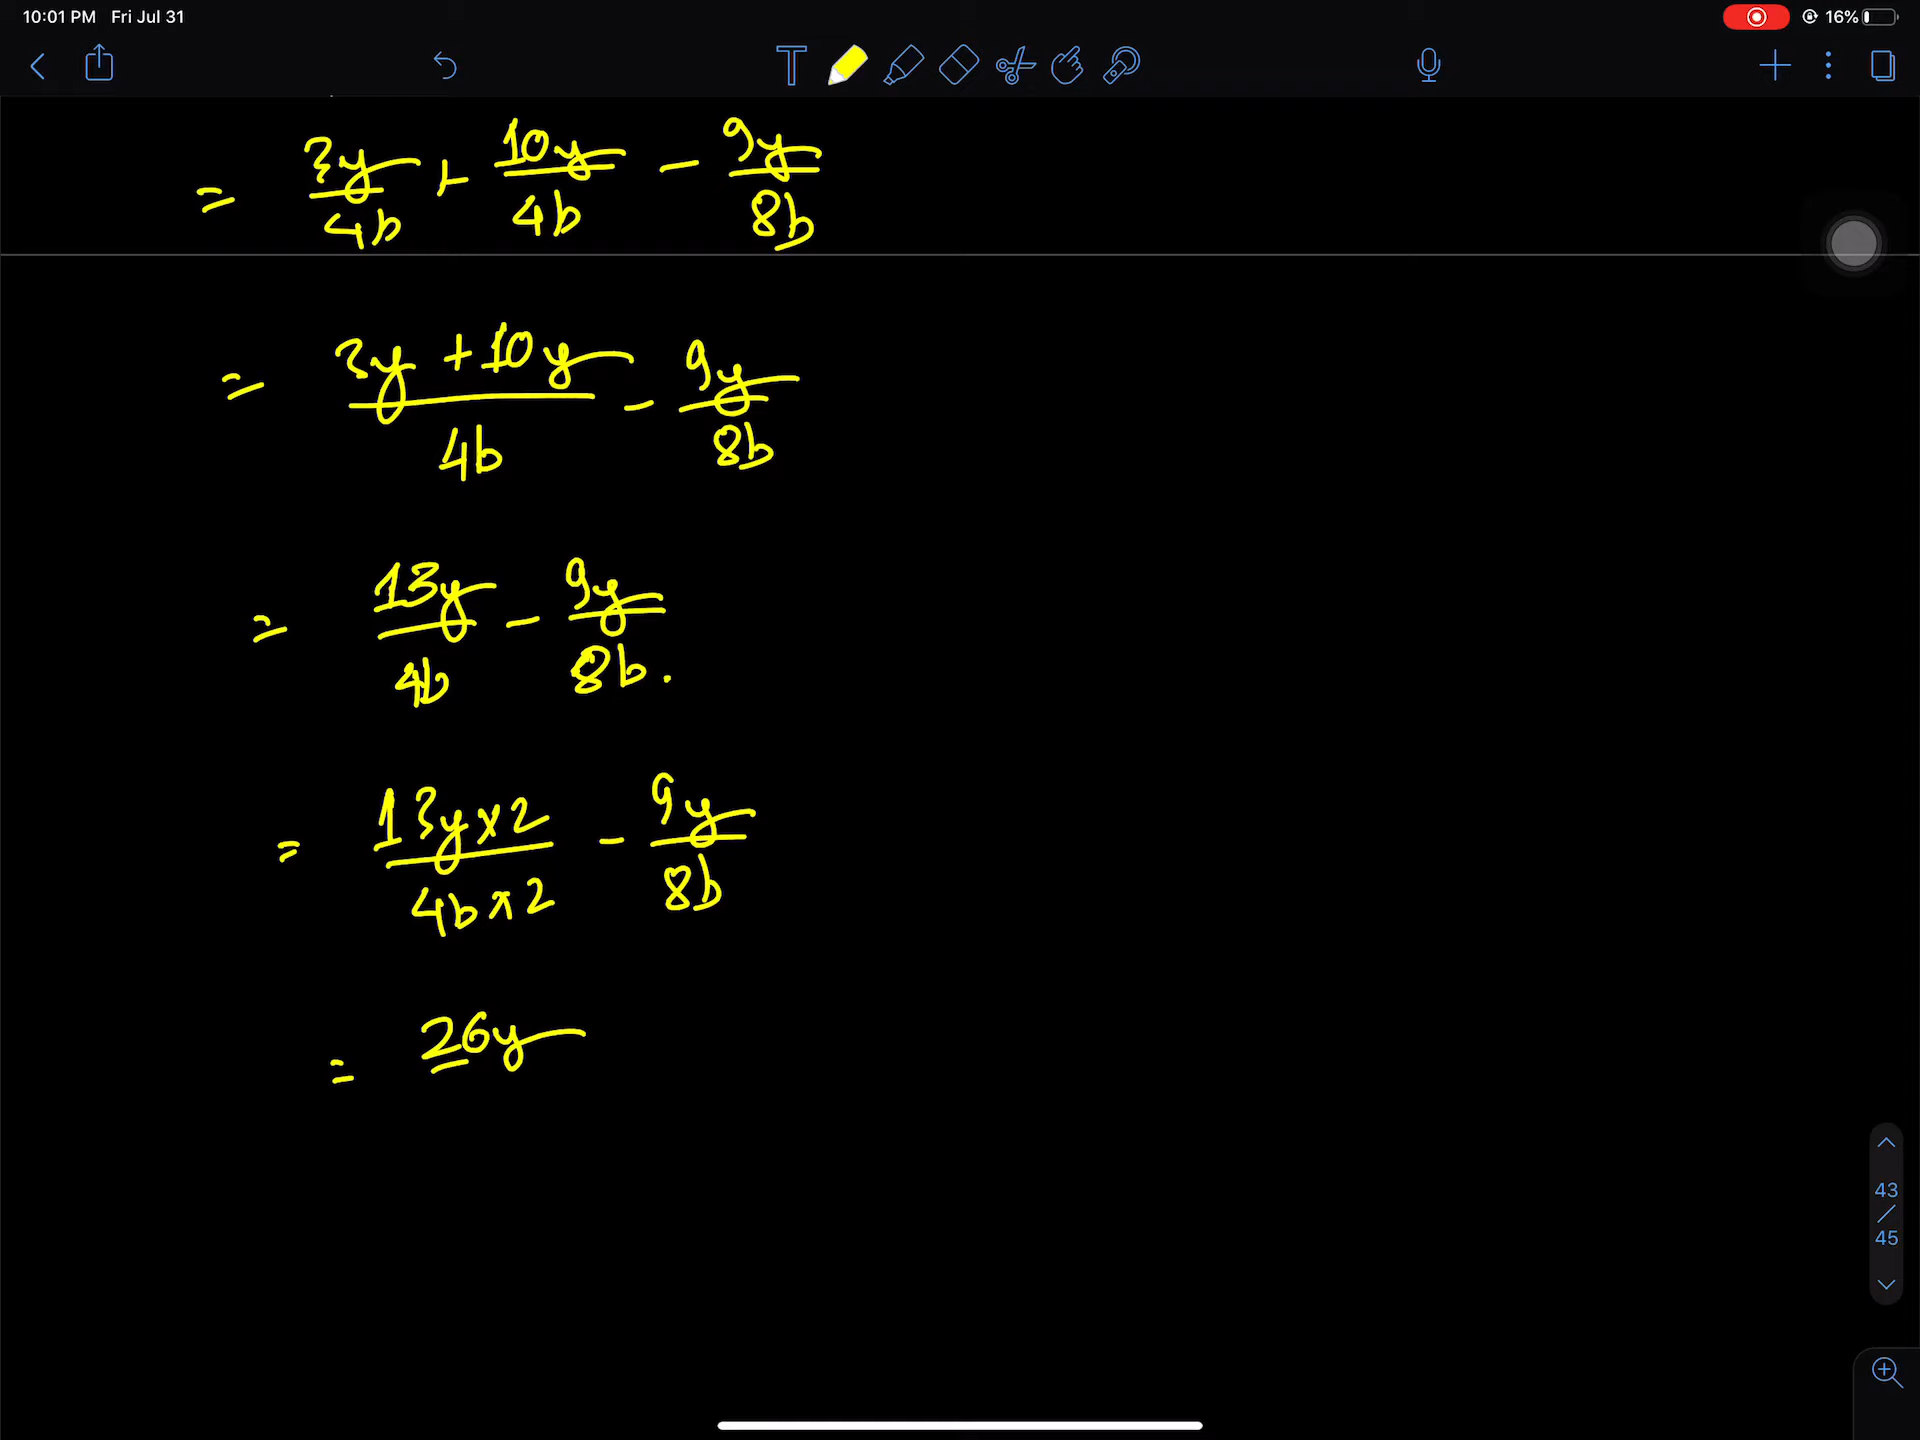 10:01 PM Fri Jul 31 16%
T
= 3y/4b + 10y/4b - 9y/8b
= 3y + 10y/4b - 9y/8b
= 13y/4b - 9y/8b.
= 13y×2/4b×2 - 9y/8b
= 26y
43
/
45